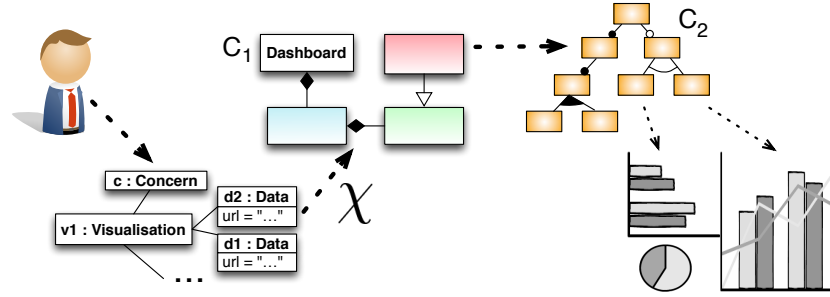 C1
Dashboard
C2
c : Concern
v1 : Visualisation
d2 : Data
url = "..."
d1 : Data
url = "..."
χ
...